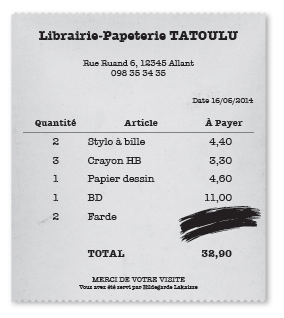 Librairie-Papeterie TATOULU
Rue Ruand 6, 12345 Allant
098 35 34 35
Date 16/05/2014
Quantité Article À Payer
2 Stylo à bille 4,40
3 Crayon HB 3,30
1 Papier dessin 4,60
1 BD 11,00
2 Farde
TOTAL 32,90
MERCI DE VOTRE VISITE
Vous avez été servi par Hildegarde Lakaisse